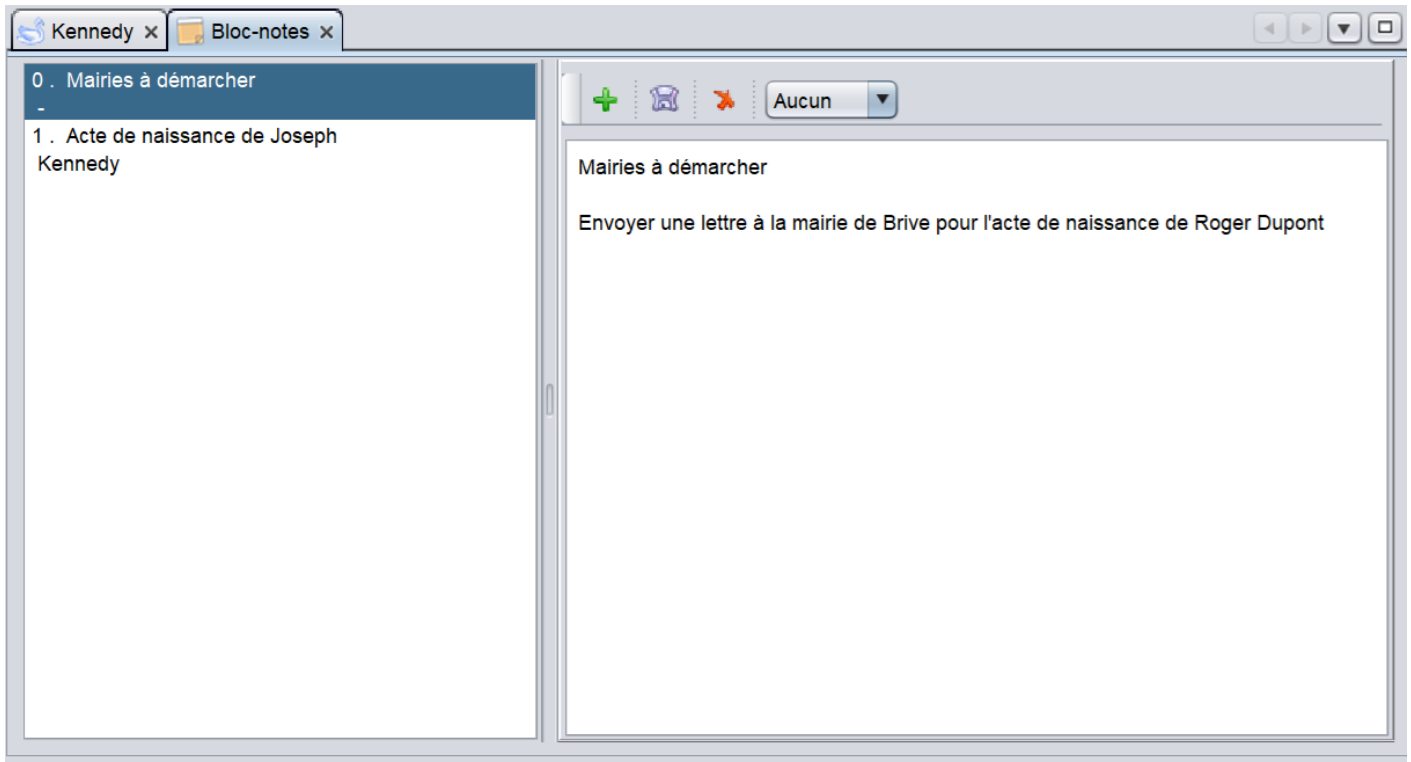 Kennedy
Bloc-notes
0 . Mairies à démarcher
-
1 . Acte de naissance de Joseph
Kennedy
Aucun
Mairies à démarcher
Envoyer une lettre à la mairie de Brive pour l'acte de naissance de Roger Dupont